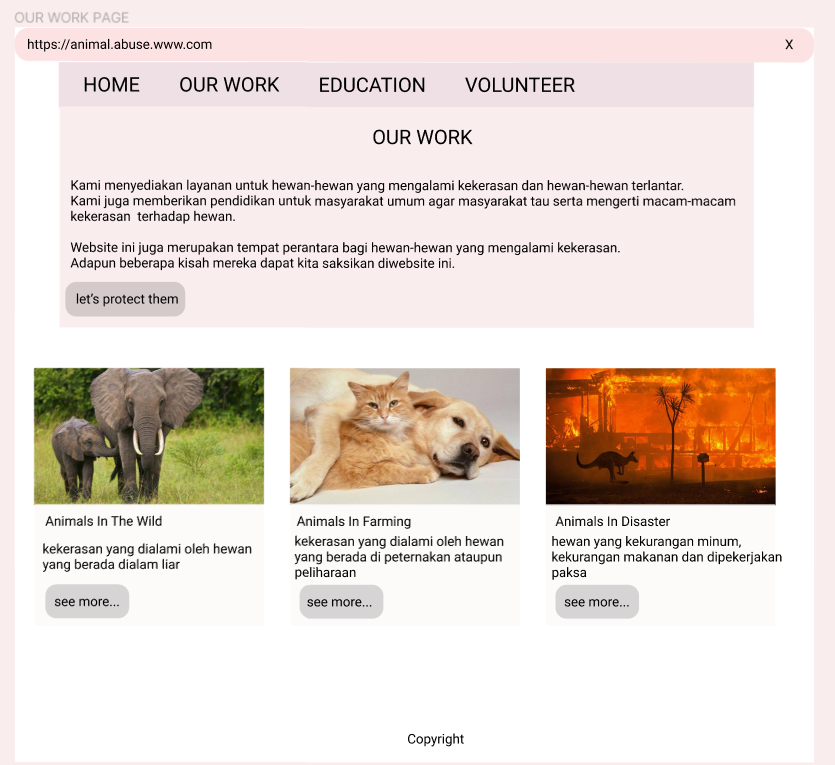 OUR WORK PAGE
https://animal.abuse.www.com X
HOME OUR WORK EDUCATION VOLUNTEER
OUR WORK
Kami menyediakan layanan untuk hewan-hewan yang mengalami kekerasan dan hewan-hewan terlantar.
Kami juga memberikan pendidikan untuk masyarakat umum agar masyarakat tau serta mengerti macam-macam
kekerasan terhadap hewan.
Website ini juga merupakan tempat perantara bagi hewan-hewan yang mengalami kekerasan.
Adapun beberapa kisah mereka dapat kita saksikan diwebsite ini.
let's protect them
Animals In The Wild
kekerasan yang dialami oleh hewan
yang berada dialam liar
see more...
Animals In Farming
kekerasan yang dialami oleh hewan
yang berada di peternakan ataupun
peliharaan
see more...
Animals In Disaster
hewan yang kekurangan minum,
kekurangan makanan dan dipekerjakan
paksa
see more...
Copyright